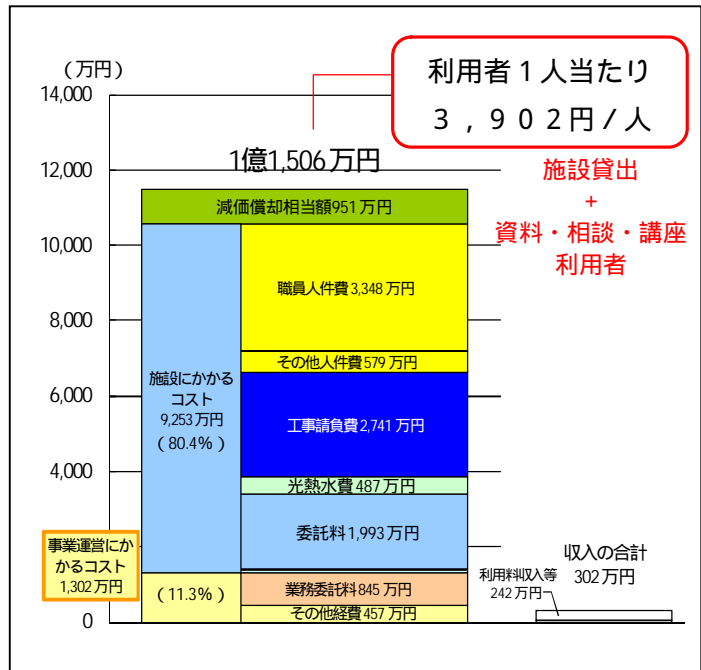 （万円）
利用者１人当たり
３，９０２円／人
14,000
1億1,506万円
12,000
施設貸出
+
資料・相談・講座
利用者
減価償却相当額951万円
10,000
職員人件費3,348万円
8,000
その他人件費579万円
施設にかかる
コスト
9,253万円
（80.4%）
6,000
工事請負費2,741万円
4,000
光熱水費487万円
委託料1,993万円
2,000
事業運営にか
かるコスト
1,302万円
（11.3%）
業務委託料845万円
その他経費457万円
収入の合計
302万円
利用料収入等
242万円
0